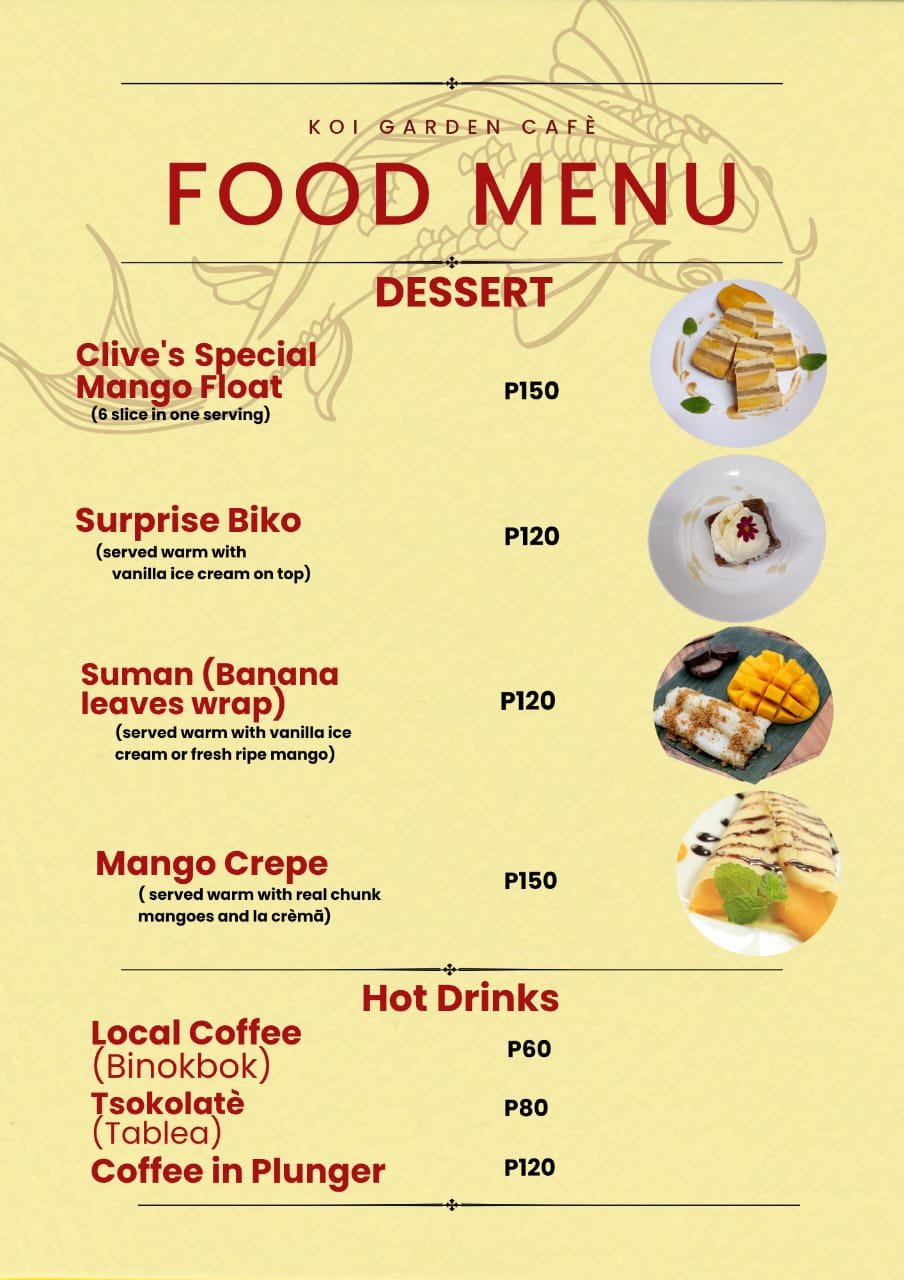 KOI GARDEN CAFÈ
FOOD MENU
DESSERT
Clive's Special
Mango Float
(6 slice in one serving)
P150
Surprise Biko
(served warm with
vanilla ice cream on top)
P120
Suman (Banana
leaves wrap)
(served warm with vanilla ice
cream or fresh ripe mango)
P120
Mango Crepe
( served warm with real chunk
mangoes and la crèmā)
P150
Hot Drinks
Local Coffee
(Binokbok)
P60
Tsokolatè
(Tablea)
P80
Coffee in Plunger
P120